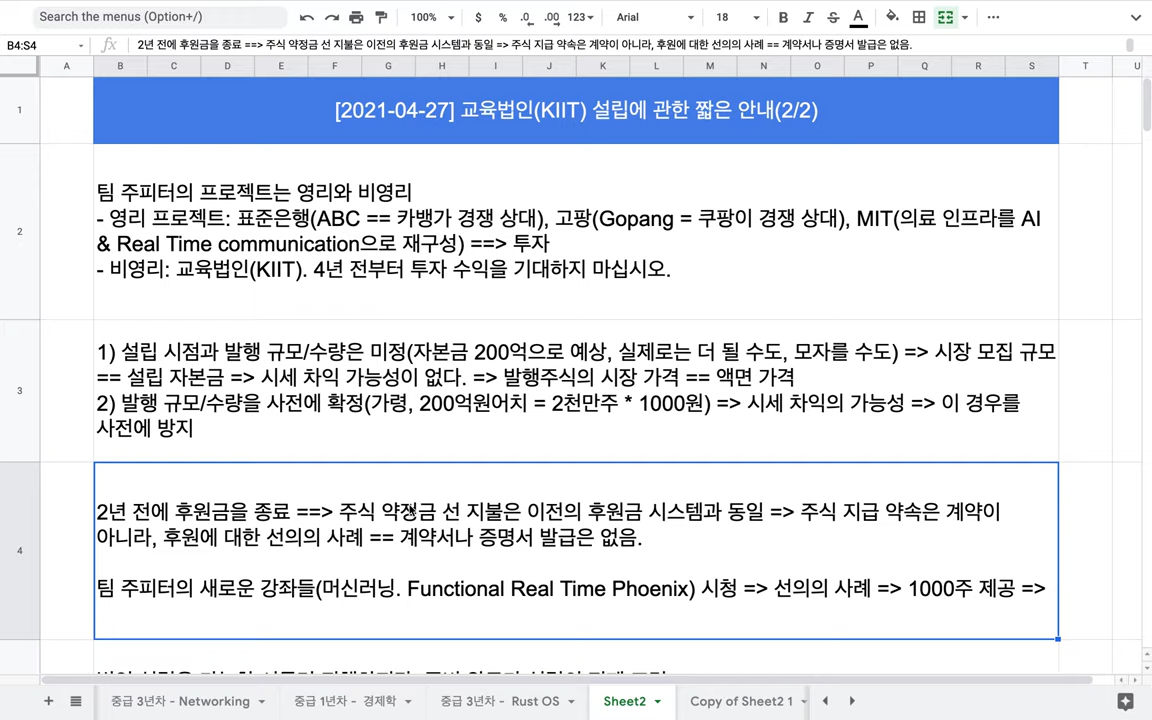 Search the menus (Option+/)
100%
$
%
.0
.00
123
Arial
18
B
I
S
A
B4:S4
fx
2년 전에 후원금을 종료 ==> 주식 약정금 선 지불은 이전의 후원금 시스템과 동일 => 주식 지급 약속은 계약이 아니라, 후원에 대한 선의의 사례 == 계약서나 증명서 발급은 없음.
A B C D E F G H I J K L M N O P Q R S T U
1
[2021-04-27] 교육법인(KIIT) 설립에 관한 짧은 안내(2/2)
2
팀 주피터의 프로젝트는 영리와 비영리
- 영리 프로젝트: 표준은행(ABC == 카뱅가 경쟁 상대), 고팡(Gopang = 쿠팡이 경쟁 상대), MIT(의료 인프라를 AI
& Real Time communication으로 재구성) ==> 투자
- 비영리: 교육법인(KIIT). 4년 전부터 투자 수익을 기대하지 마십시오.
3
1) 설립 시점과 발행 규모/수량은 미정(자본금 200억으로 예상, 실제로는 더 될 수도, 모자를 수도) => 시장 모집 규모
== 설립 자본금 => 시세 차익 가능성이 없다. => 발행주식의 시장 가격 == 액면 가격
2) 발행 규모/수량을 사전에 확정(가령, 200억원어치 = 2천만주 * 1000원) => 시세 차익의 가능성 => 이 경우를
사전에 방지
4
2년 전에 후원금을 종료 ==> 주식 약정금 선 지불은 이전의 후원금 시스템과 동일 => 주식 지급 약속은 계약이
아니라, 후원에 대한 선의의 사례 == 계약서나 증명서 발급은 없음.
팀 주피터의 새로운 강좌들(머신러닝. Functional Real Time Phoenix) 시청 => 선의의 사례 => 1000주 제공 =>
중급 3년차 - Networking
중급 1년차 - 경제학
중급 3년차 - Rust OS
Sheet2
Copy of Sheet2 1